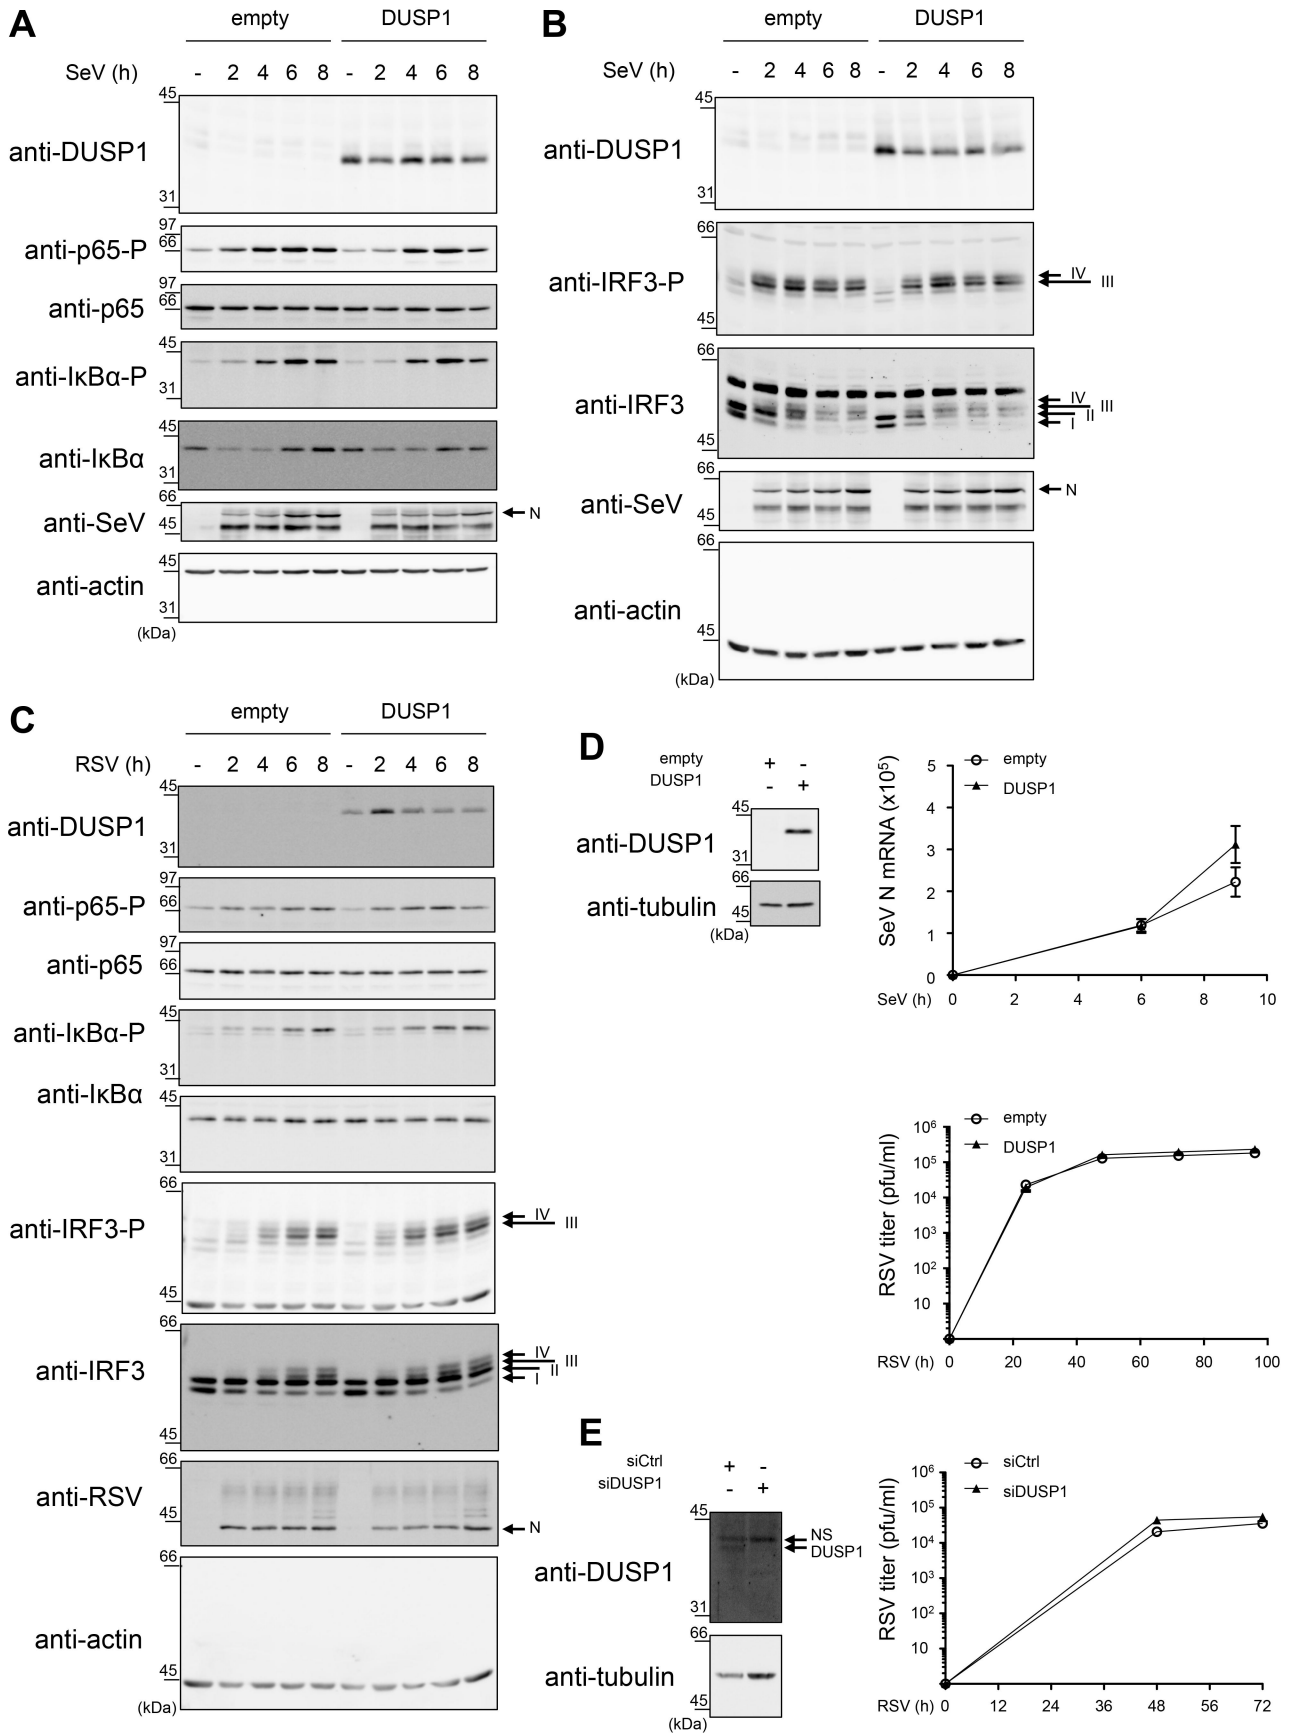 A
empty DUSP1
SeV (h) - 2 4 6 8 - 2 4 6 8
45
anti-DUSP1
31
97
anti-p65-P 66
97
anti-p65 66
45
anti-IκBα-P
31
45
anti-IκBα
31
66
anti-SeV N
45
45
anti-actin
31
(kDa)
B
empty DUSP1
SeV (h) - 2 4 6 8 - 2 4 6 8
45
anti-DUSP1
31
66
IV
anti-IRF3-P III
45
66
IV
anti-IRF3 III
II
I
45
66
N
anti-SeV
45
66
anti-actin
45
(kDa)
C
empty DUSP1
RSV (h) - 2 4 6 8 - 2 4 6 8
45
anti-DUSP1
31
97
anti-p65-P
66
97
anti-p65
66
45
anti-IκBα-P
31
anti-IκBα
45
31
66
IV
anti-IRF3-P III
45
66
IV
III
anti-IRF3 II
I
45
66
anti-RSV
45
N
66
anti-actin
45
(kDa)
D
empty + -
DUSP1 - +
45
anti-DUSP1
31
66
anti-tubulin
45
(kDa)
SeV N mRNA (x10⁵)
empty
DUSP1
5
4
3
2
1
0
SeV (h) 0 2 4 6 8 10
RSV titer (pfu/ml)
empty
DUSP1
10⁶
10⁵
10⁴
10³
10²
10
RSV (h) 0 20 40 60 80 100
E
siCtrl + -
siDUSP1 - +
45
NS
DUSP1
anti-DUSP1
31
66
anti-tubulin
45
(kDa)
RSV titer (pfu/ml)
siCtrl
siDUSP1
10⁶
10⁵
10⁴
10³
10²
10
RSV (h) 0 12 24 36 48 56 72